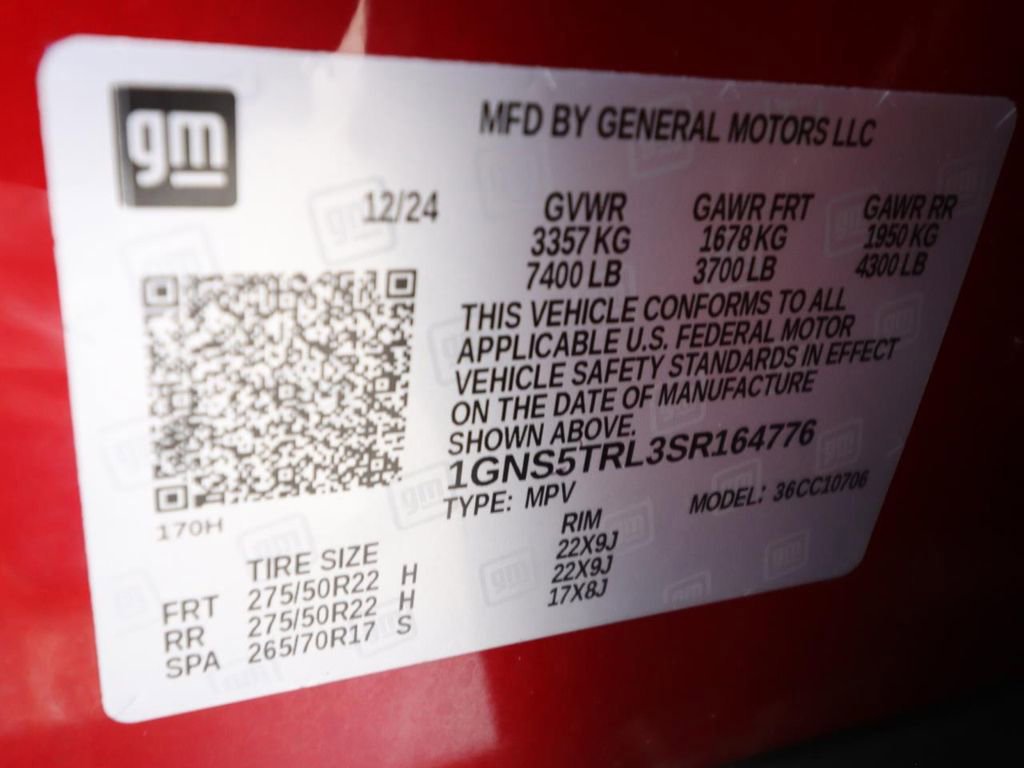 gm
MFD BY GENERAL MOTORS LLC
12/24 GVWR GAWR FRT GAWR RR
3357 KG 1678 KG 1950 KG
7400 LB 3700 LB 4300 LB
THIS VEHICLE CONFORMS TO ALL
APPLICABLE U.S. FEDERAL MOTOR
VEHICLE SAFETY STANDARDS IN EFFECT
ON THE DATE OF MANUFACTURE
SHOWN ABOVE.
1GNS5TRL3SR164776
TYPE: MPV MODEL: 36CC10706
170H
TIRE SIZE RIM
FRT 275/50R22 H 22X9J
RR 275/50R22 H 22X9J
SPA 265/70R17 S 17X8J